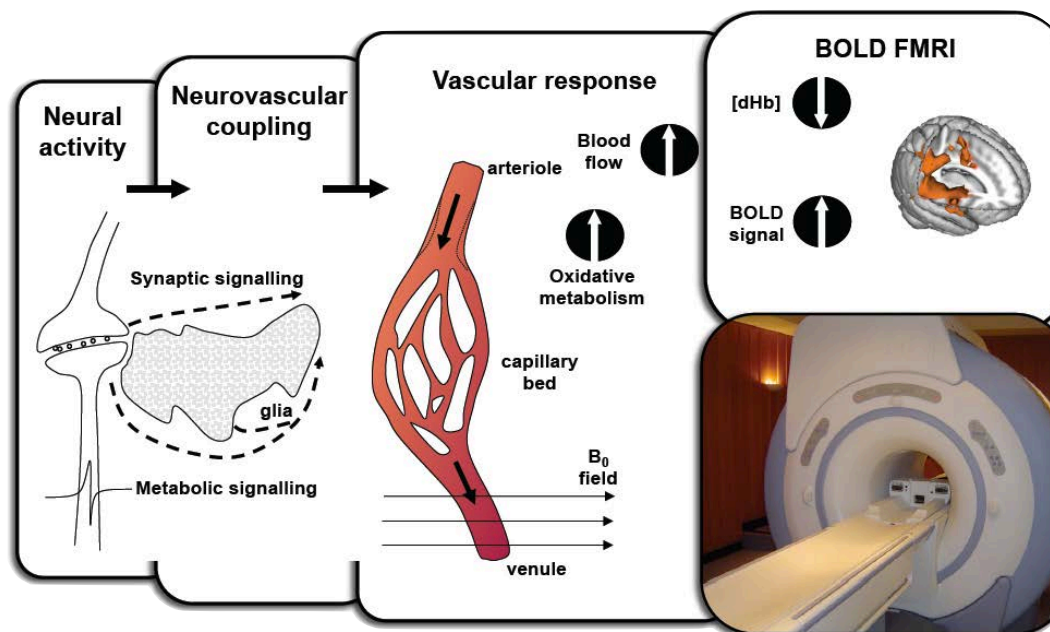 Neural
activity
Neurovascular
coupling
Vascular response
BOLD FMRI
Synaptic signalling
glia
Metabolic signalling
arteriole
Blood
flow
Oxidative
metabolism
capillary
bed
B₀
field
venule
[dHb]
BOLD
signal